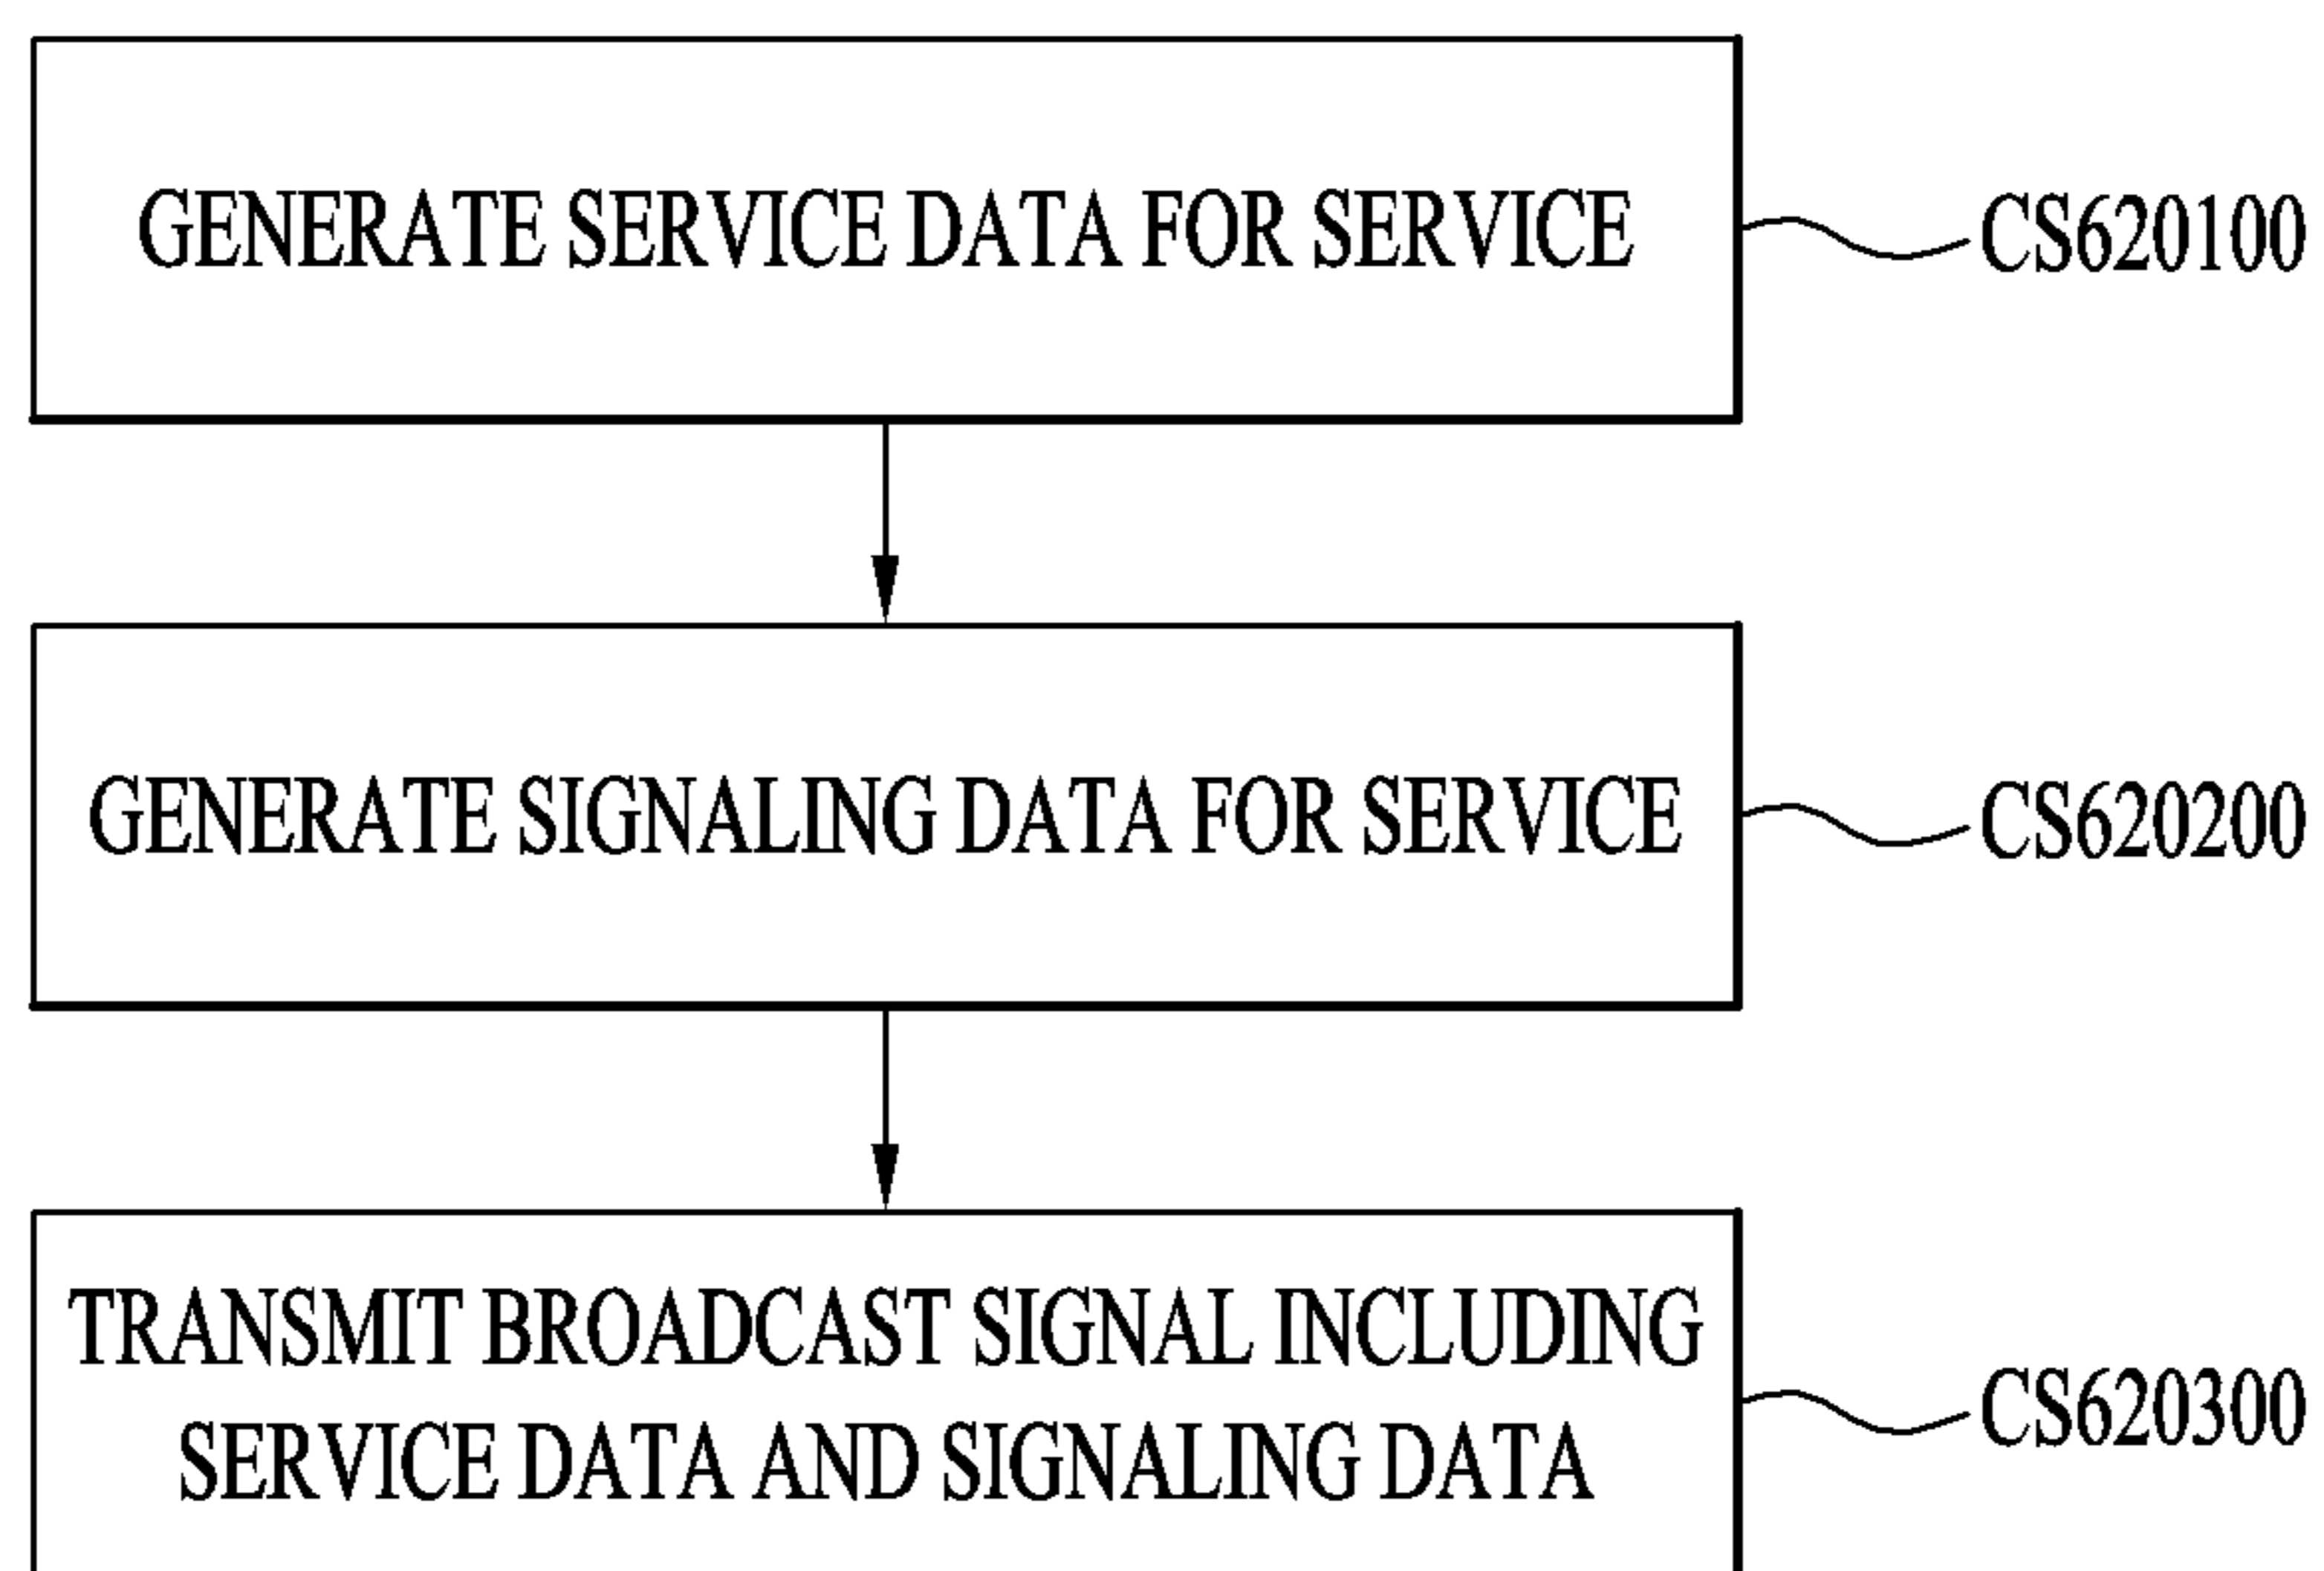 GENERATE SERVICE DATA FOR SERVICE
CS620100
GENERATE SIGNALING DATA FOR SERVICE
CS620200
TRANSMIT BROADCAST SIGNAL INCLUDING
SERVICE DATA AND SIGNALING DATA
CS620300